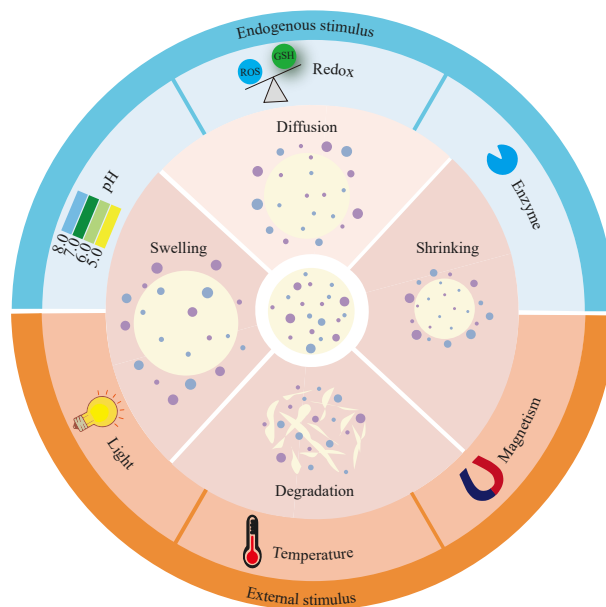 Endogenous stimulus
ROS
GSH
Redox
pH
8.0
7.0
6.0
5.0
Enzyme
Diffusion
Swelling
Shrinking
Degradation
Light
Temperature
Magnetism
External stimulus